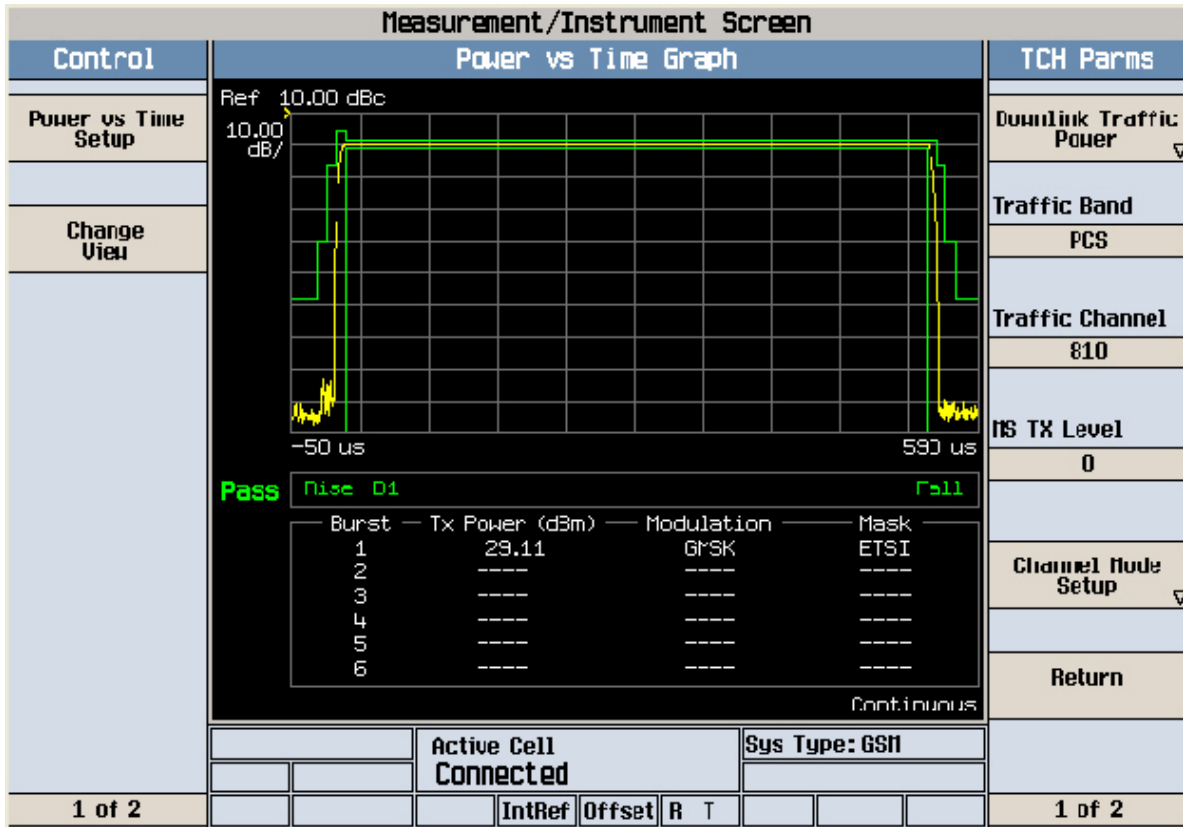 Measurement/Instrument Screen
Control
Power vs Time Graph
TCH Parms
Power vs Time
Setup
Change
View
1 of 2
Ref 10.00 dBc
10.00
dB/
-50 us
590 us
Pass
Rise 01
Fall
Burst Tx Power (dBm) Modulation Mask
1 29.11 GMSK ETSI
2 ---- ---- ----
3 ---- ---- ----
4 ---- ---- ----
5 ---- ---- ----
6 ---- ---- ----
Continuous
Active Cell
Connected
Sys Type: GSM
IntRef Offset R T
Downlink Traffic
Power
Traffic Band
PCS
Traffic Channel
810
MS TX Level
0
Channel Mode
Setup
Return
1 of 2